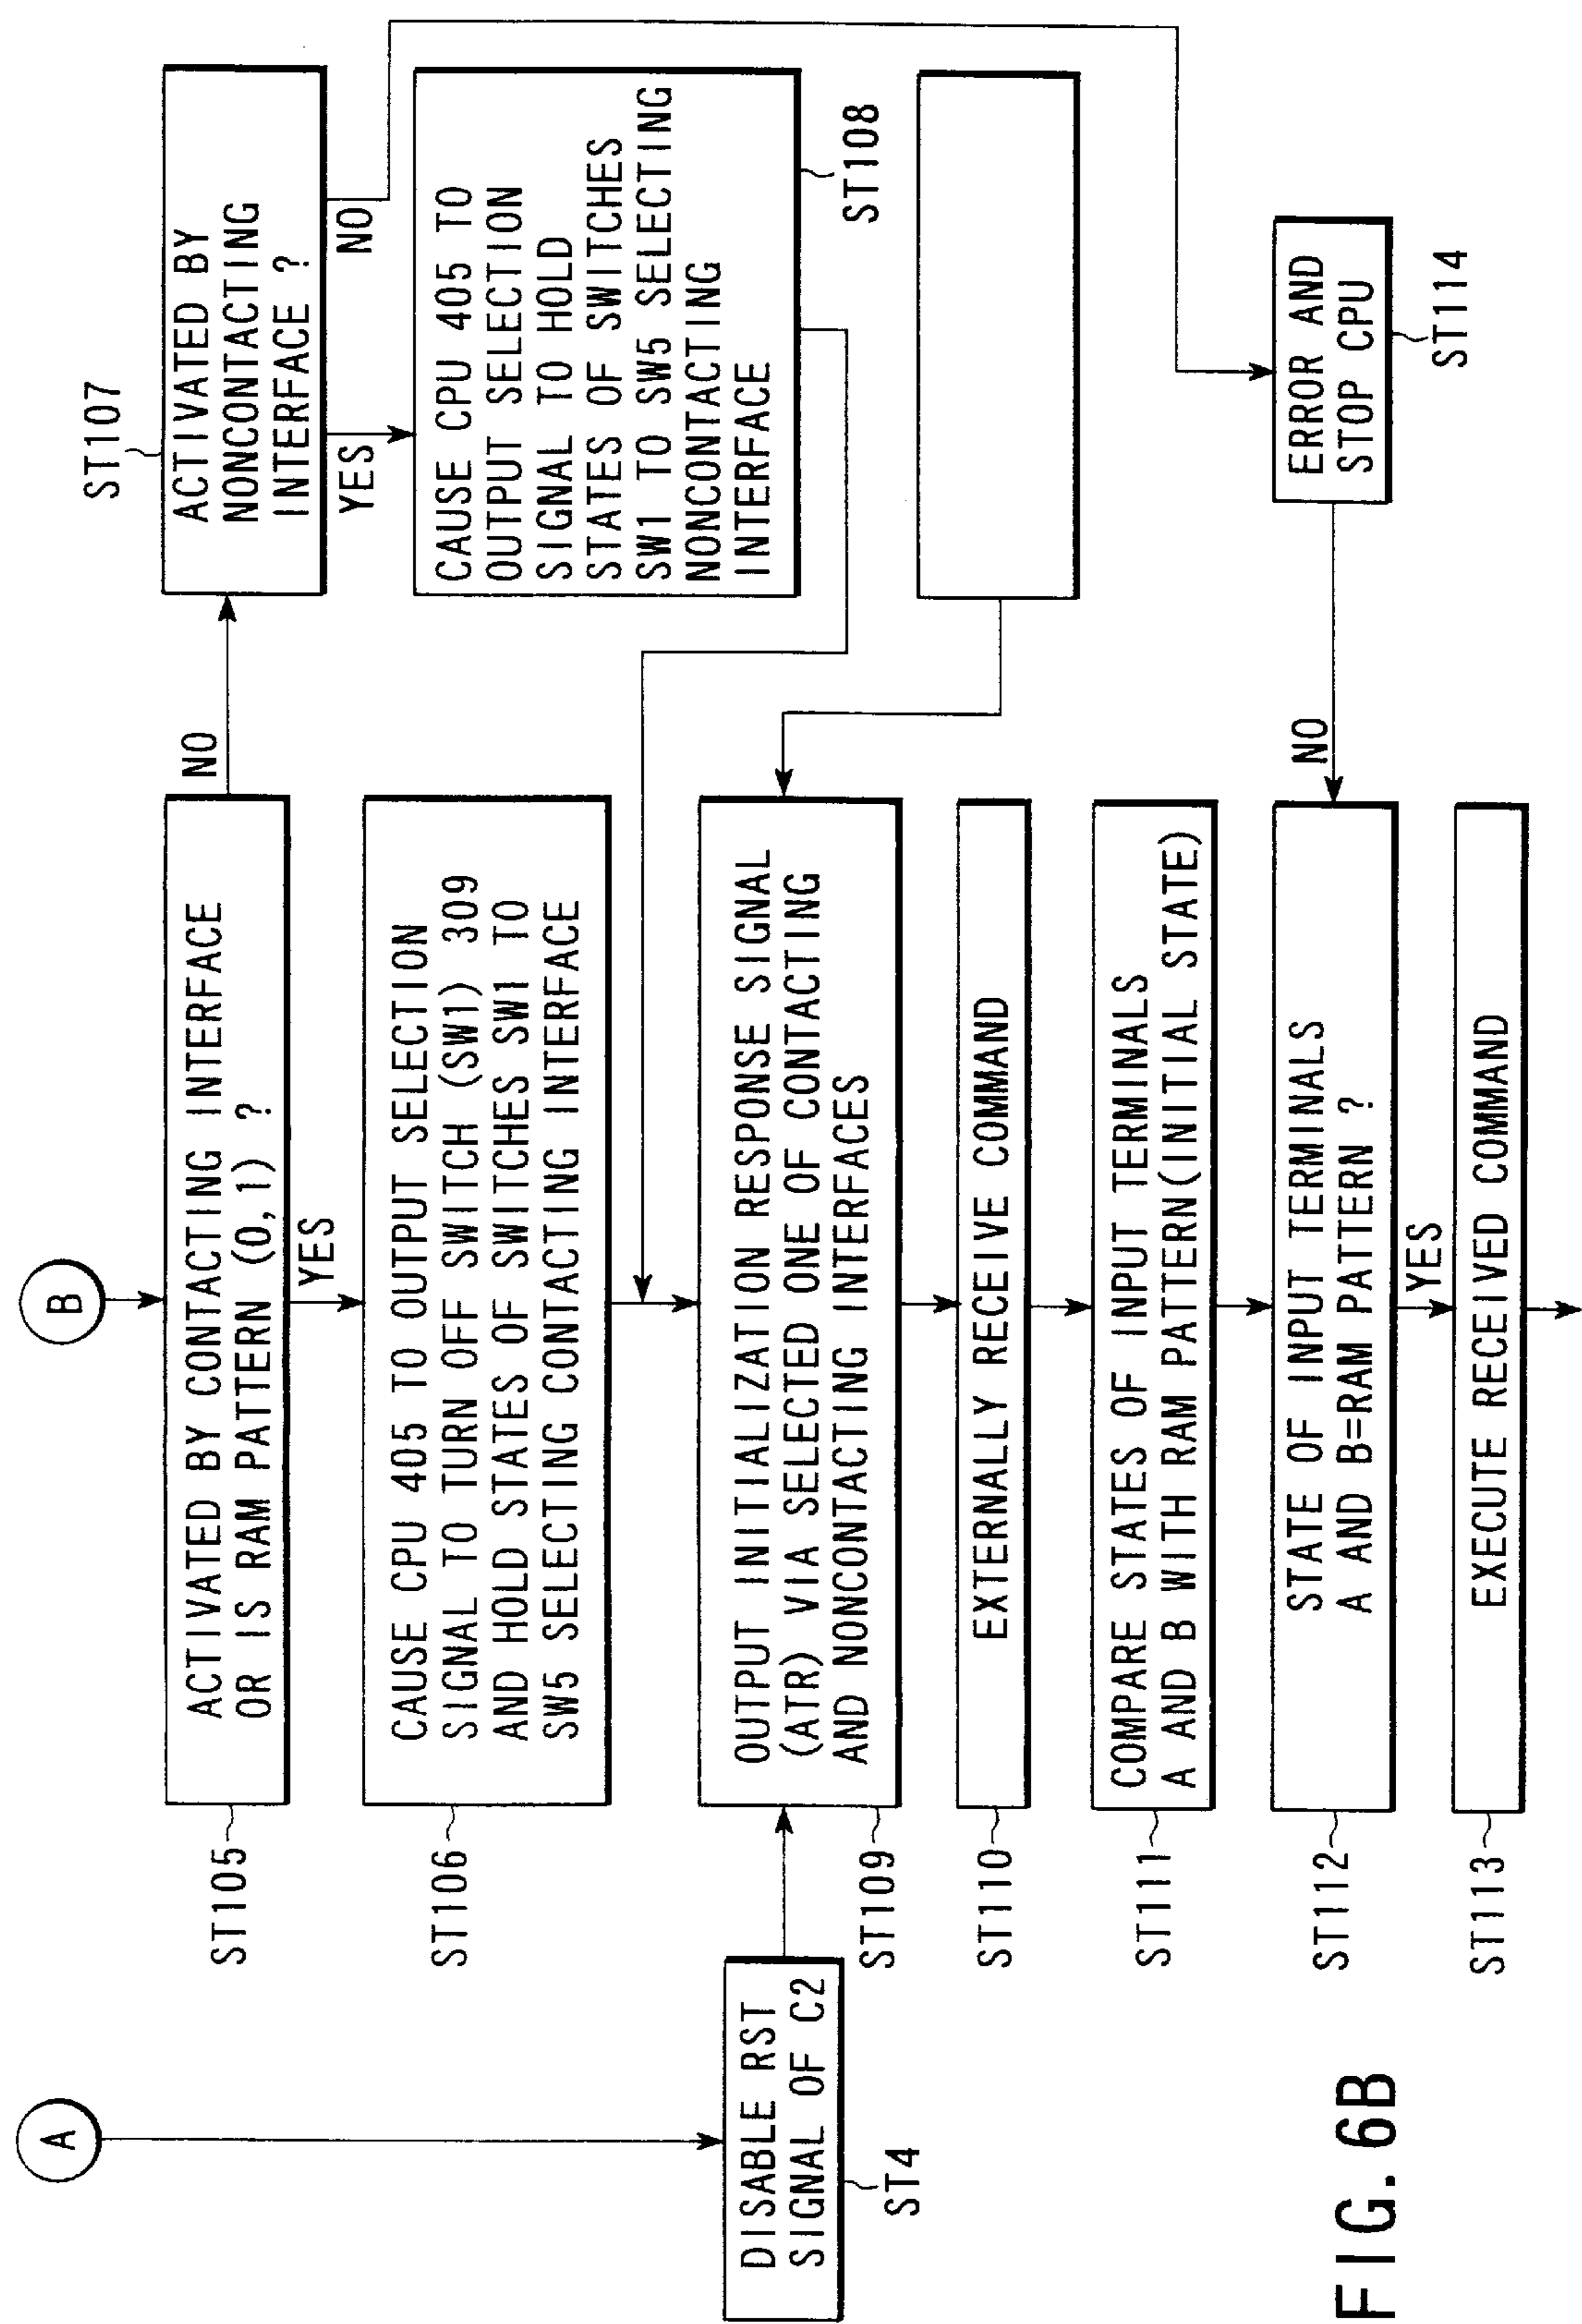 A
B
ST105
ACTIVATED BY CONTACTING INTERFACE
OR IS RAM PATTERN (0,1) ?
NO
YES
ST107
ACTIVATED BY
NONCONTACTING
INTERFACE ?
YES
NO
ST106
CAUSE CPU 405 TO OUTPUT SELECTION
SIGNAL TO TURN OFF SWITCH (SW1) 309
AND HOLD STATES OF SWITCHES SW1 TO
SW5 SELECTING CONTACTING INTERFACE
CAUSE CPU 405 TO
OUTPUT SELECTION
SIGNAL TO HOLD
STATES OF SWITCHES
SW1 TO SW5 SELECTING
NONCONTACTING
INTERFACE
ST108
DISABLE RST
SIGNAL OF C2
ST4
OUTPUT INITIALIZATION RESPONSE SIGNAL
(ATR) VIA SELECTED ONE OF CONTACTING
AND NONCONTACTING INTERFACES
ST109
EXTERNALLY RECEIVE COMMAND
ST110
COMPARE STATES OF INPUT TERMINALS
A AND B WITH RAM PATTERN(INITIAL STATE)
ST111
STATE OF INPUT TERMINALS
A AND B=RAM PATTERN ?
ST112
NO
YES
ERROR AND
STOP CPU
ST114
EXECUTE RECEIVED COMMAND
ST113
FIG. 6B